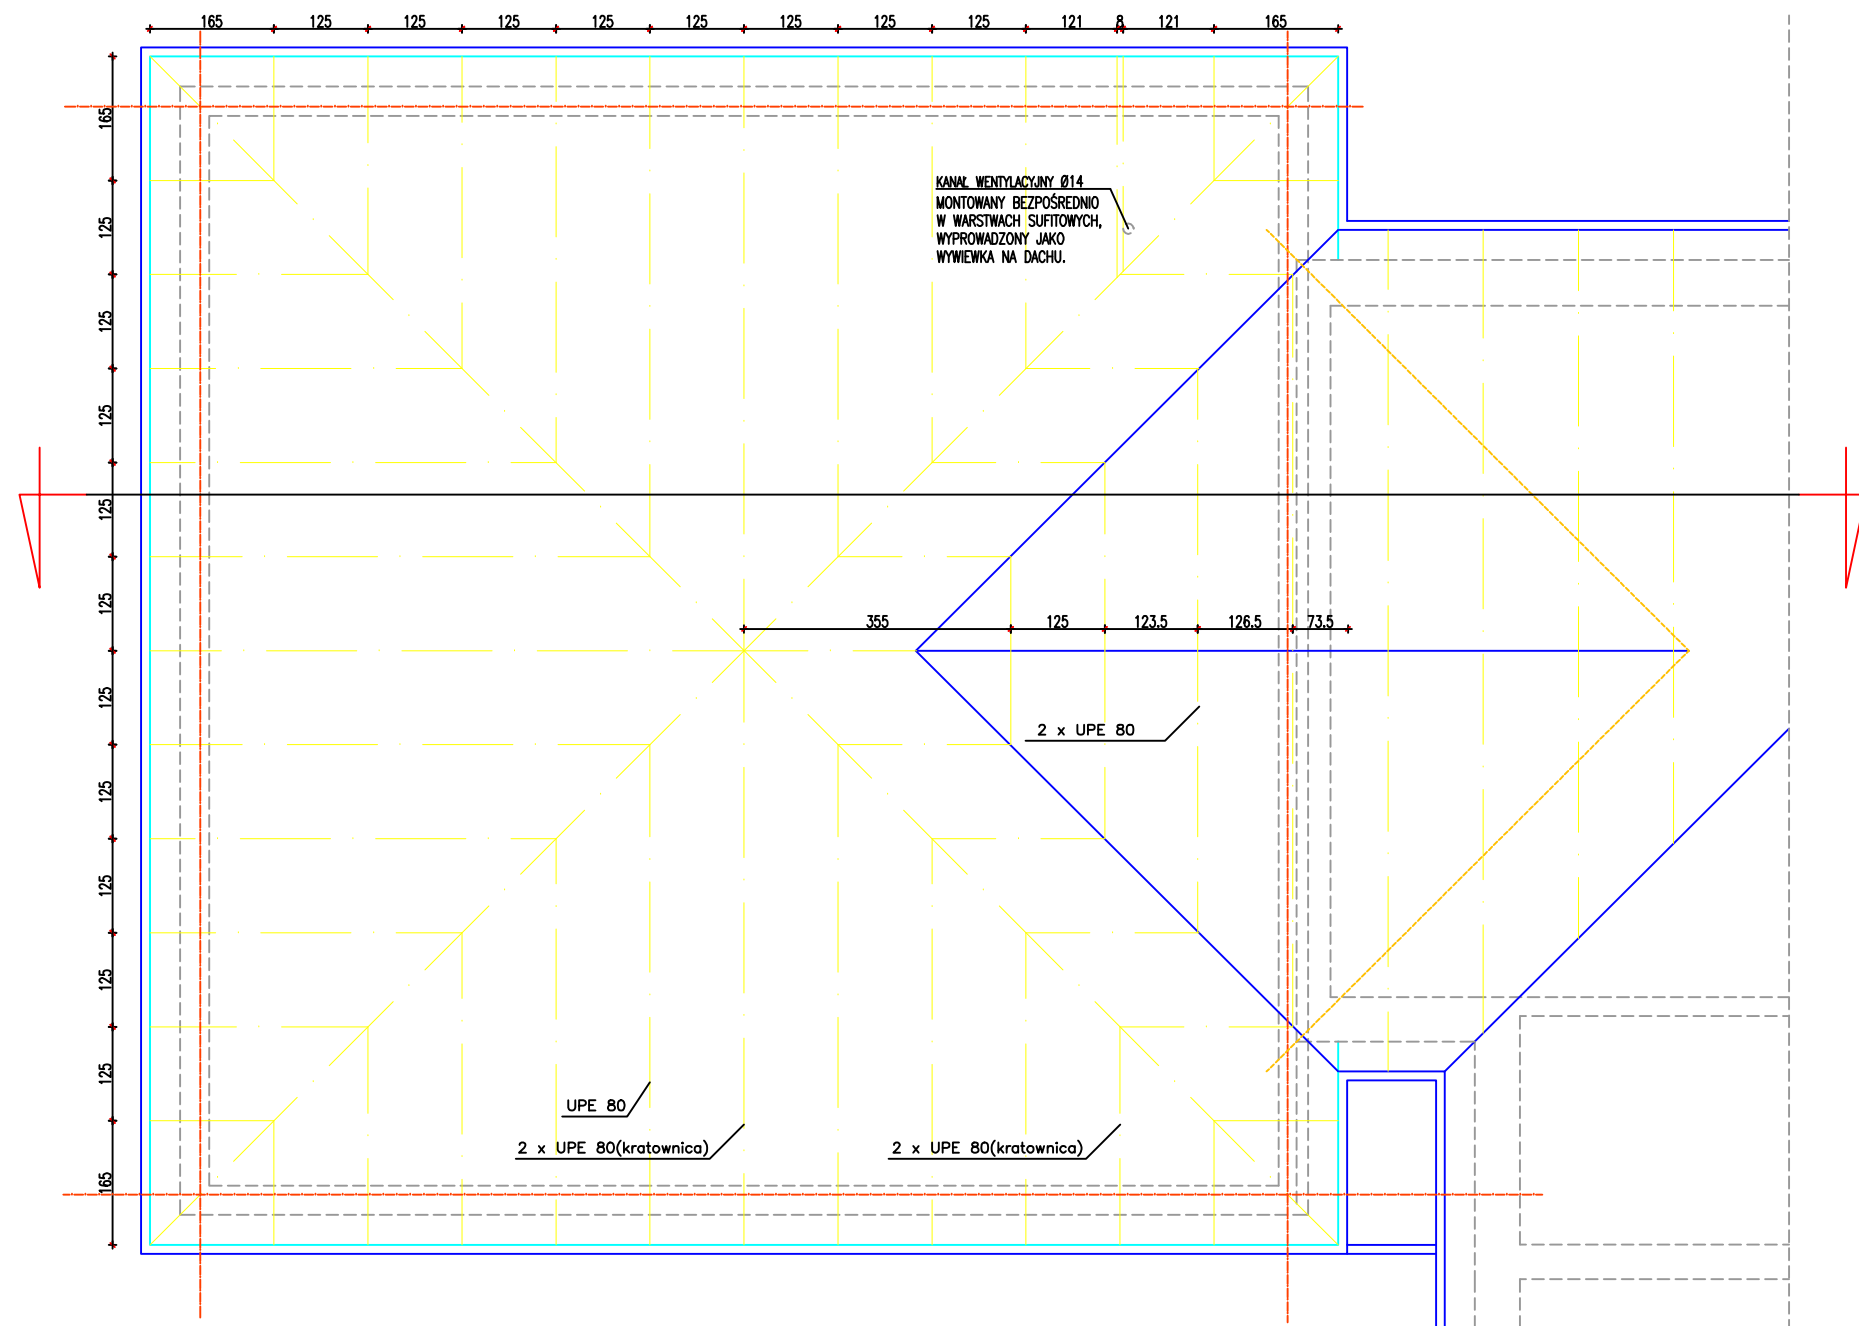 165 125 125 125 125 125 125 125 125 121 8 121 165
165
125
125
125
125
125
125
125
125
125
125
165
KANAŁ WENTYLACYJNY Ø14
MONTOWANY BEZPOŚREDNIO
W WARSTWACH SUFITOWYCH,
WYPROWADZONY JAKO
WYWIEWKA NA DACHU.
355 125 123.5 126.5 73.5
2 x UPE 80
UPE 80
2 x UPE 80(kratownica)
2 x UPE 80(kratownica)